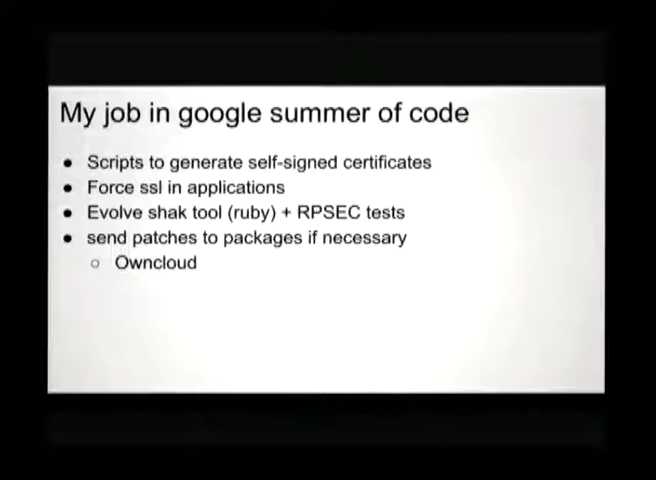 My job in google summer of code
● Scripts to generate self-signed certificates
● Force ssl in applications
● Evolve shak tool (ruby) + RPSEC tests
● send patches to packages if necessary
○ Owncloud